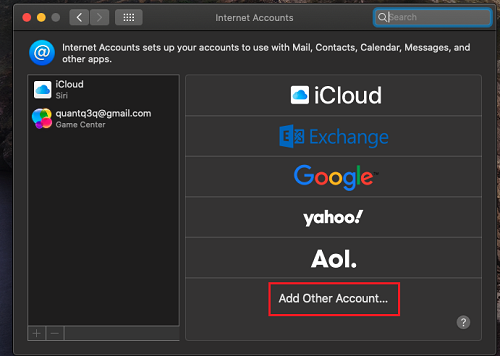 Internet Accounts
Search
Internet Accounts sets up your accounts to use with Mail, Contacts, Calendar, Messages, and
other apps.
iCloud
Siri
quantq3q@gmail.com
Game Center
iCloud
Exchange
Google
yahoo!
Aol.
Add Other Account...
?